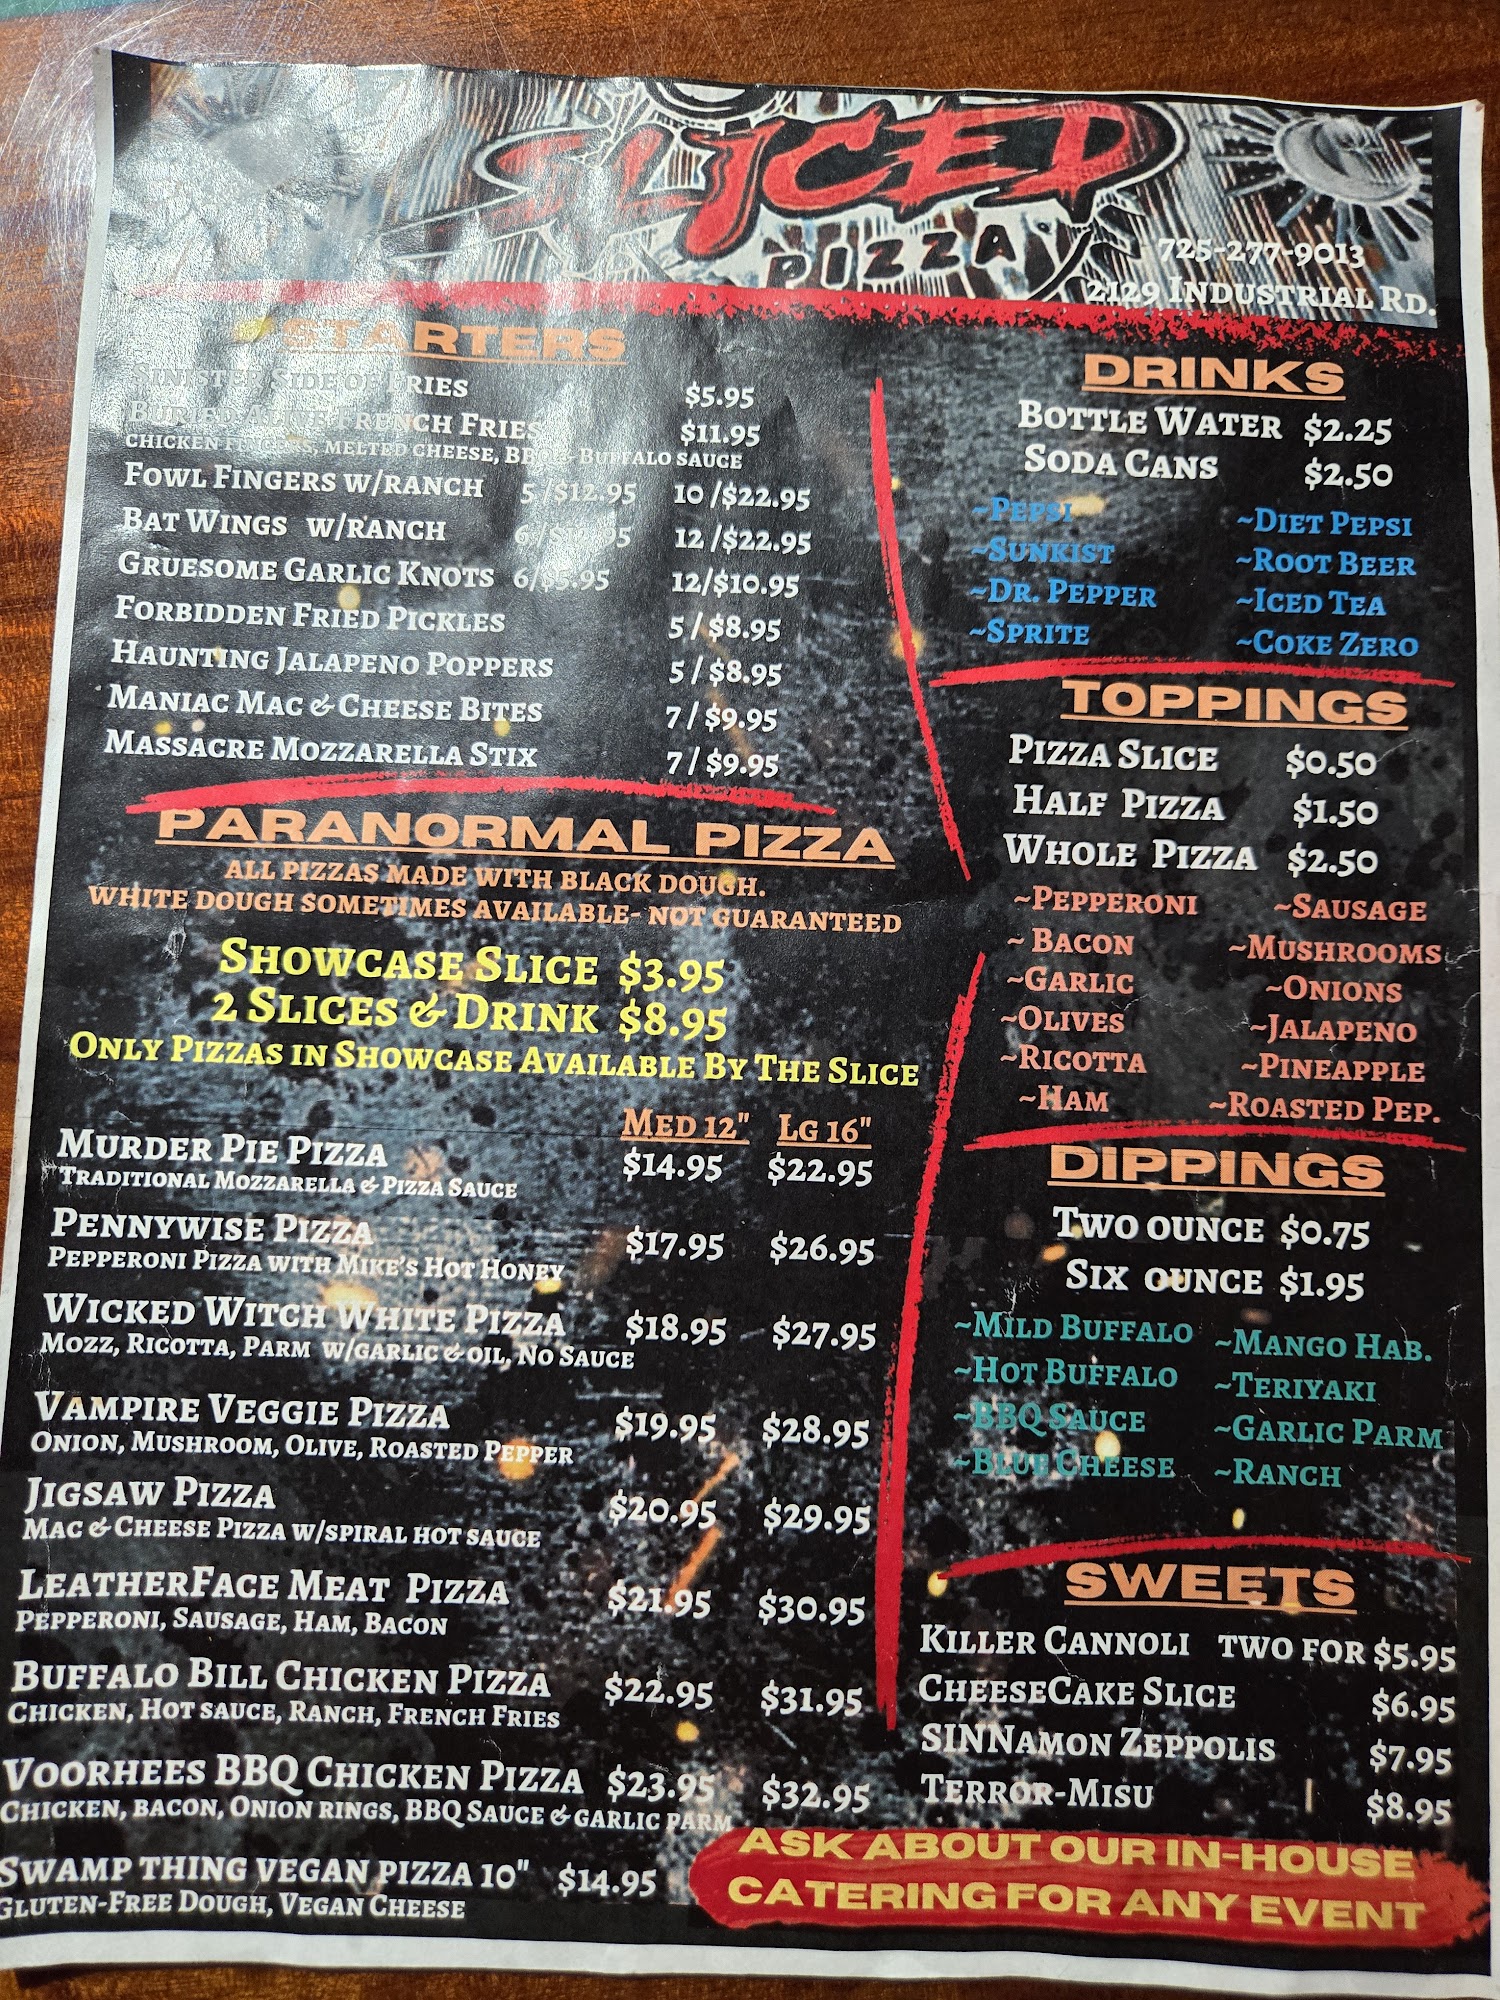 SLICED
PIZZA
725-277-9013
2129 INDUSTRIAL RD.
STARTERS
SINISTER SIDE OF FRIES $5.95
BURIED ALIVE FRENCH FRIES $11.95
CHICKEN FINGERS, MELTED CHEESE, BBQ & BUFFALO SAUCE
FOWL FINGERS W/RANCH 5 /$12.95 10 /$22.95
BAT WINGS W/RANCH 6/$12.95 12 /$22.95
GRUESOME GARLIC KNOTS 6/$5.95 12/$10.95
FORBIDDEN FRIED PICKLES 5 / $8.95
HAUNTING JALAPENO POPPERS 5 / $8.95
MANIAC MAC & CHEESE BITES 7 / $9.95
MASSACRE MOZZARELLA STIX 7 / $9.95
PARANORMAL PIZZA
ALL PIZZAS MADE WITH BLACK DOUGH.
WHITE DOUGH SOMETIMES AVAILABLE- NOT GUARANTEED
SHOWCASE SLICE $3.95
2 SLICES & DRINK $8.95
ONLY PIZZAS IN SHOWCASE AVAILABLE BY THE SLICE
MED 12" LG 16"
MURDER PIE PIZZA $14.95 $22.95
TRADITIONAL MOZZARELLA & PIZZA SAUCE
PENNYWISE PIZZA $17.95 $26.95
PEPPERONI PIZZA WITH MIKE'S HOT HONEY
WICKED WITCH WHITE PIZZA $18.95 $27.95
MOZZ, RICOTTA, PARM W/GARLIC & OIL, NO SAUCE
VAMPIRE VEGGIE PIZZA $19.95 $28.95
ONION, MUSHROOM, OLIVE, ROASTED PEPPER
JIGSAW PIZZA $20.95 $29.95
MAC & CHEESE PIZZA W/SPIRAL HOT SAUCE
LEATHERFACE MEAT PIZZA $21.95 $30.95
PEPPERONI, SAUSAGE, HAM, BACON
BUFFALO BILL CHICKEN PIZZA $22.95 $31.95
CHICKEN, HOT SAUCE, RANCH, FRENCH FRIES
VOORHEES BBQ CHICKEN PIZZA $23.95 $32.95
CHICKEN, BACON, ONION RINGS, BBQ SAUCE & GARLIC PARM
SWAMP THING VEGAN PIZZA 10" $14.95
GLUTEN-FREE DOUGH, VEGAN CHEESE
DRINKS
BOTTLE WATER $2.25
SODA CANS $2.50
~PEPSI ~DIET PEPSI
~SUNKIST ~ROOT BEER
~DR. PEPPER ~ICED TEA
~SPRITE ~COKE ZERO
TOPPINGS
PIZZA SLICE $0.50
HALF PIZZA $1.50
WHOLE PIZZA $2.50
~PEPPERONI ~SAUSAGE
~ BACON ~MUSHROOMS
~GARLIC ~ONIONS
~OLIVES ~JALAPENO
~RICOTTA ~PINEAPPLE
~HAM ~ROASTED PEP.
DIPPINGS
TWO OUNCE $0.75
SIX OUNCE $1.95
~MILD BUFFALO ~MANGO HAB.
~HOT BUFFALO ~TERIYAKI
~BBQ SAUCE ~GARLIC PARM
~BLUE CHEESE ~RANCH
SWEETS
KILLER CANNOLI TWO FOR $5.95
CHEESECAKE SLICE $6.95
SINNAMON ZEPPOLIS $7.95
TERROR-MISU $8.95
ASK ABOUT OUR IN-HOUSE
CATERING FOR ANY EVENT